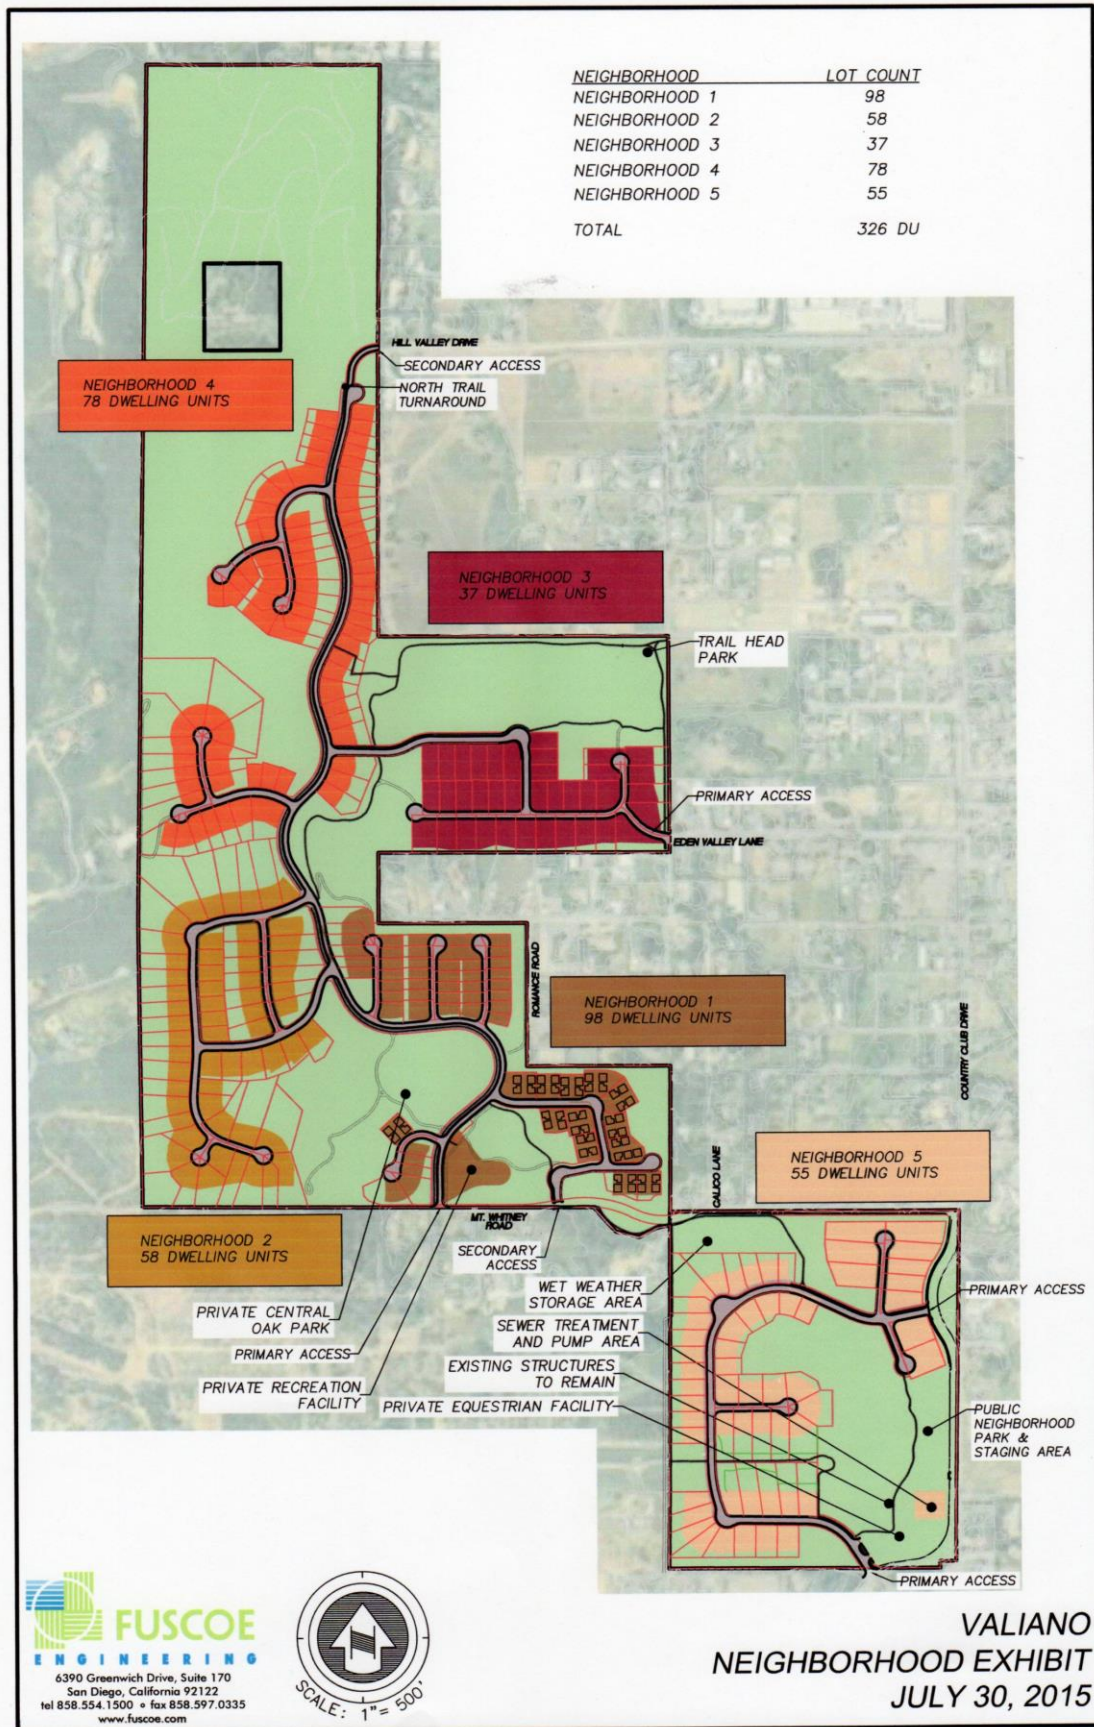 NEIGHBORHOOD LOT COUNT
NEIGHBORHOOD 1 98
NEIGHBORHOOD 2 58
NEIGHBORHOOD 3 37
NEIGHBORHOOD 4 78
NEIGHBORHOOD 5 55
TOTAL 326 DU
HILL VALLEY DRIVE
SECONDARY ACCESS
NORTH TRAIL
TURNAROUND
NEIGHBORHOOD 4
78 DWELLING UNITS
NEIGHBORHOOD 3
37 DWELLING UNITS
TRAIL HEAD
PARK
PRIMARY ACCESS
EDEN VALLEY LANE
ROMANCE ROAD
NEIGHBORHOOD 1
98 DWELLING UNITS
COUNTRY CLUB DRIVE
CALICO LANE
NEIGHBORHOOD 5
55 DWELLING UNITS
MT. WHITNEY
ROAD
NEIGHBORHOOD 2
58 DWELLING UNITS
SECONDARY
ACCESS
WET WEATHER
STORAGE AREA
PRIMARY ACCESS
PRIVATE CENTRAL
OAK PARK
SEWER TREATMENT
AND PUMP AREA
PRIMARY ACCESS
EXISTING STRUCTURES
TO REMAIN
PRIVATE RECREATION
FACILITY
PRIVATE EQUESTRIAN FACILITY
PUBLIC
NEIGHBORHOOD
PARK &
STAGING AREA
PRIMARY ACCESS
FUSCOE
ENGINEERING
6390 Greenwich Drive, Suite 170
San Diego, California 92122
tel 858.554.1500 ⚬ fax 858.597.0335
www.fuscoe.com
SCALE: 1"= 500'
VALIANO
NEIGHBORHOOD EXHIBIT
JULY 30, 2015